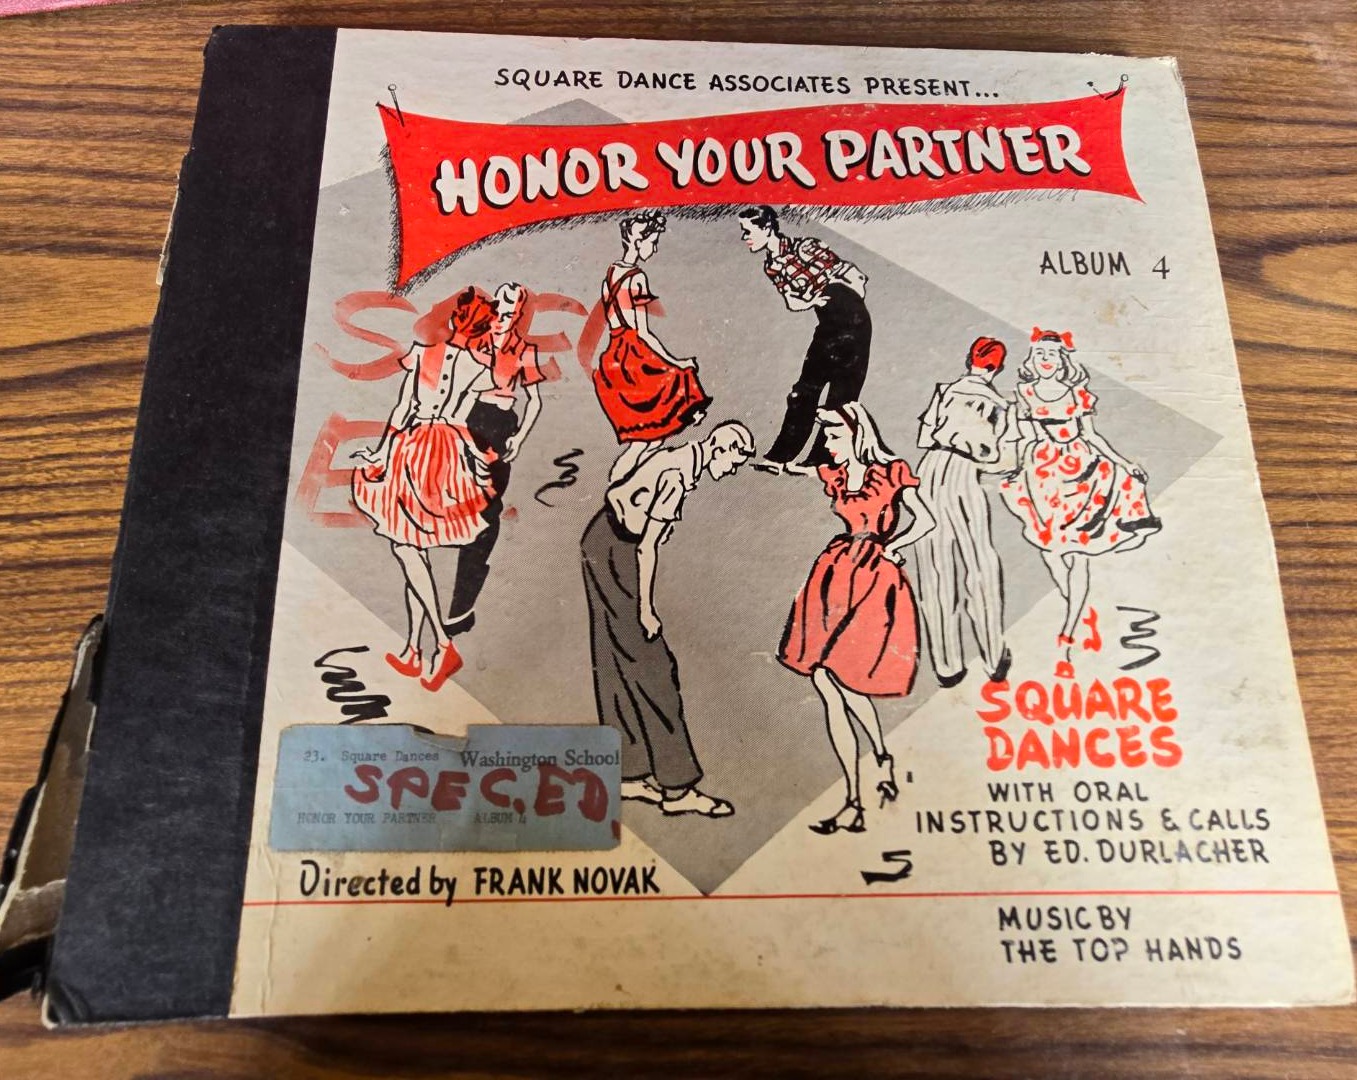 SQUARE DANCE ASSOCIATES PRESENT...
HONOR YOUR PARTNER
ALBUM 4
SPEC
E
SQUARE
DANCES
WITH ORAL
INSTRUCTIONS & CALLS
BY ED. DURLACHER
23. Square Dances Washington School
SPEC. ED.
HONOR YOUR PARTNER ALBUM 4
Directed by FRANK NOVAK
MUSIC BY
THE TOP HANDS